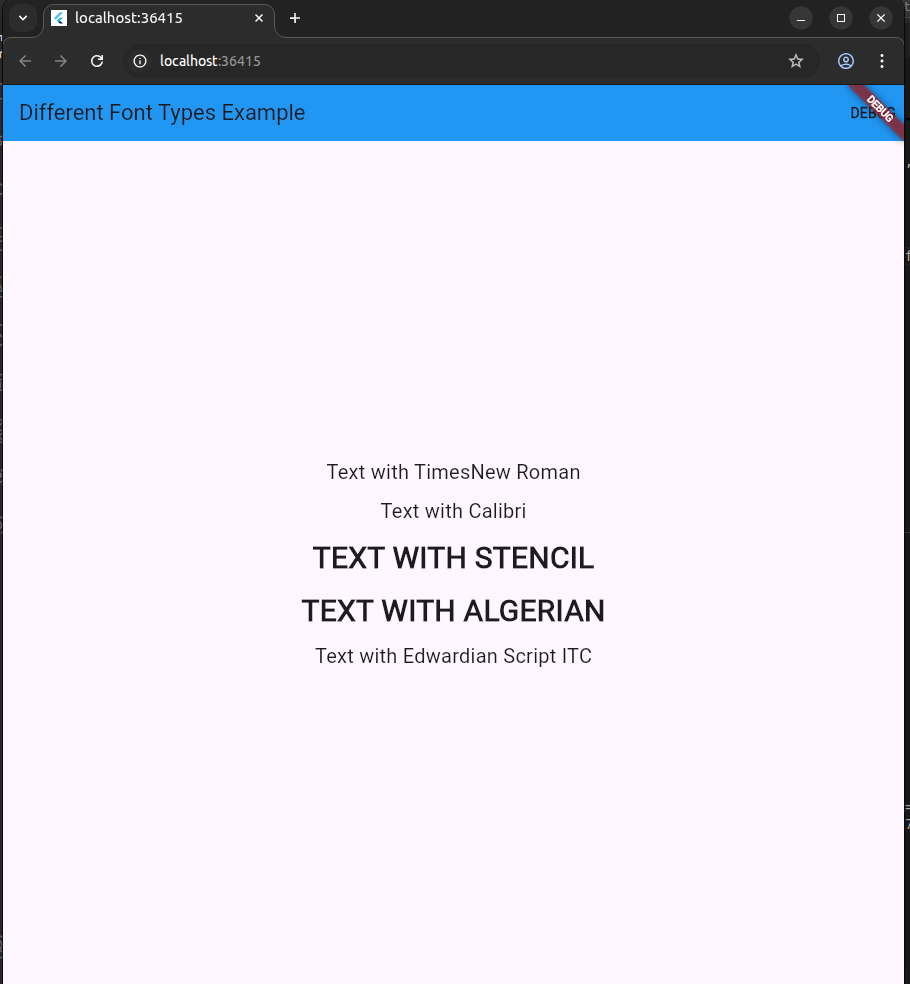 localhost:36415
localhost:36415
Different Font Types Example
DEBUG
DEBUG
Text with TimesNew Roman
Text with Calibri
TEXT WITH STENCIL
TEXT WITH ALGERIAN
Text with Edwardian Script ITC